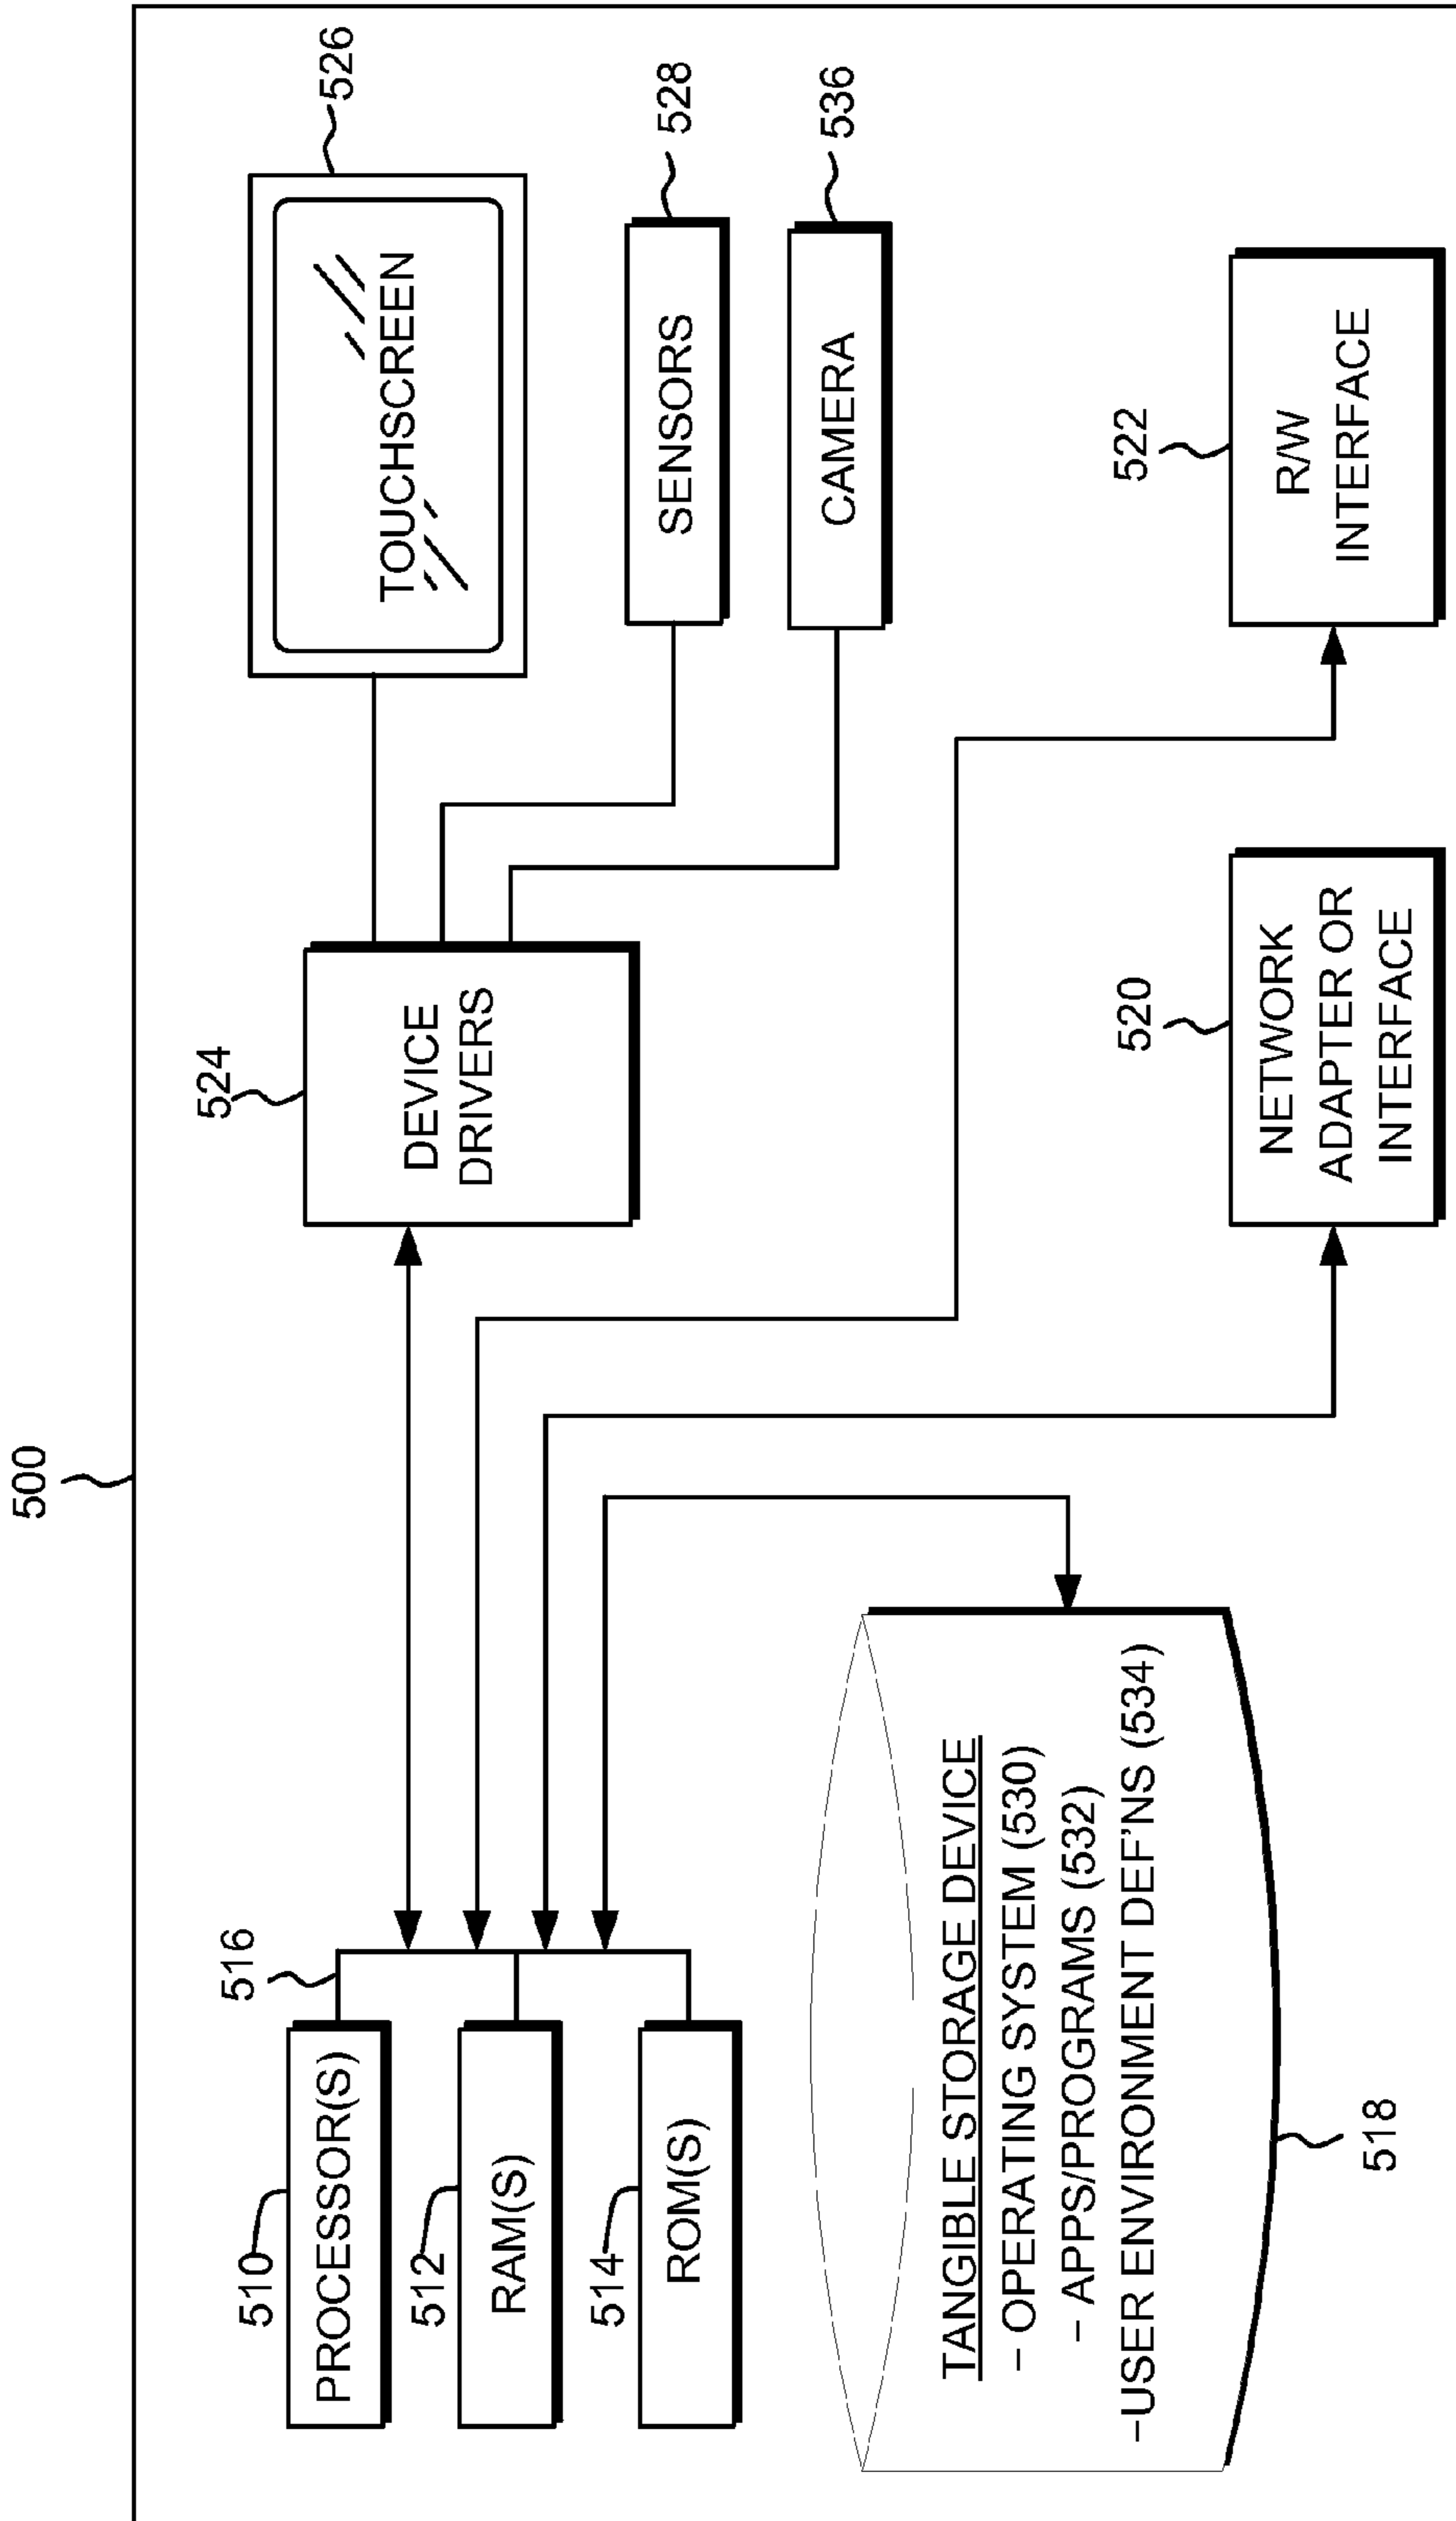 500
510
PROCESSOR(S)
512
RAM(S)
514
ROM(S)
516
524
DEVICE
DRIVERS
526
TOUCHSCREEN
528
SENSORS
536
CAMERA
TANGIBLE STORAGE DEVICE
– OPERATING SYSTEM (530)
– APPS/PROGRAMS (532)
–USER ENVIRONMENT DEF'NS (534)
518
520
NETWORK
ADAPTER OR
INTERFACE
522
R/W
INTERFACE